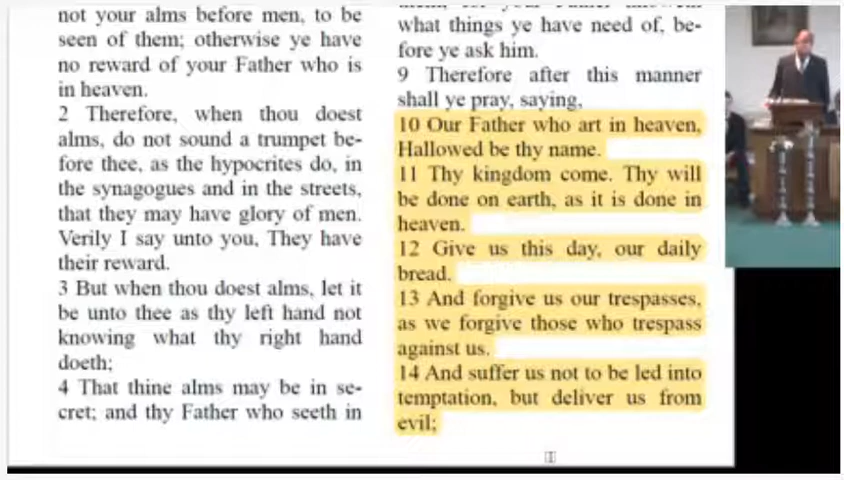 not your alms before men, to be
seen of them; otherwise ye have
no reward of your Father who is
in heaven.
2 Therefore, when thou doest
alms, do not sound a trumpet be-
fore thee, as the hypocrites do, in
the synagogues and in the streets,
that they may have glory of men.
Verily I say unto you, They have
their reward.
3 But when thou doest alms, let it
be unto thee as thy left hand not
knowing what thy right hand
doeth;
4 That thine alms may be in se-
cret; and thy Father who seeth in
what things ye have need of, be-
fore ye ask him.
9 Therefore after this manner
shall ye pray, saying,
10 Our Father who art in heaven,
Hallowed be thy name.
11 Thy kingdom come. Thy will
be done on earth, as it is done in
heaven.
12 Give us this day, our daily
bread.
13 And forgive us our trespasses,
as we forgive those who trespass
against us.
14 And suffer us not to be led into
temptation, but deliver us from
evil;